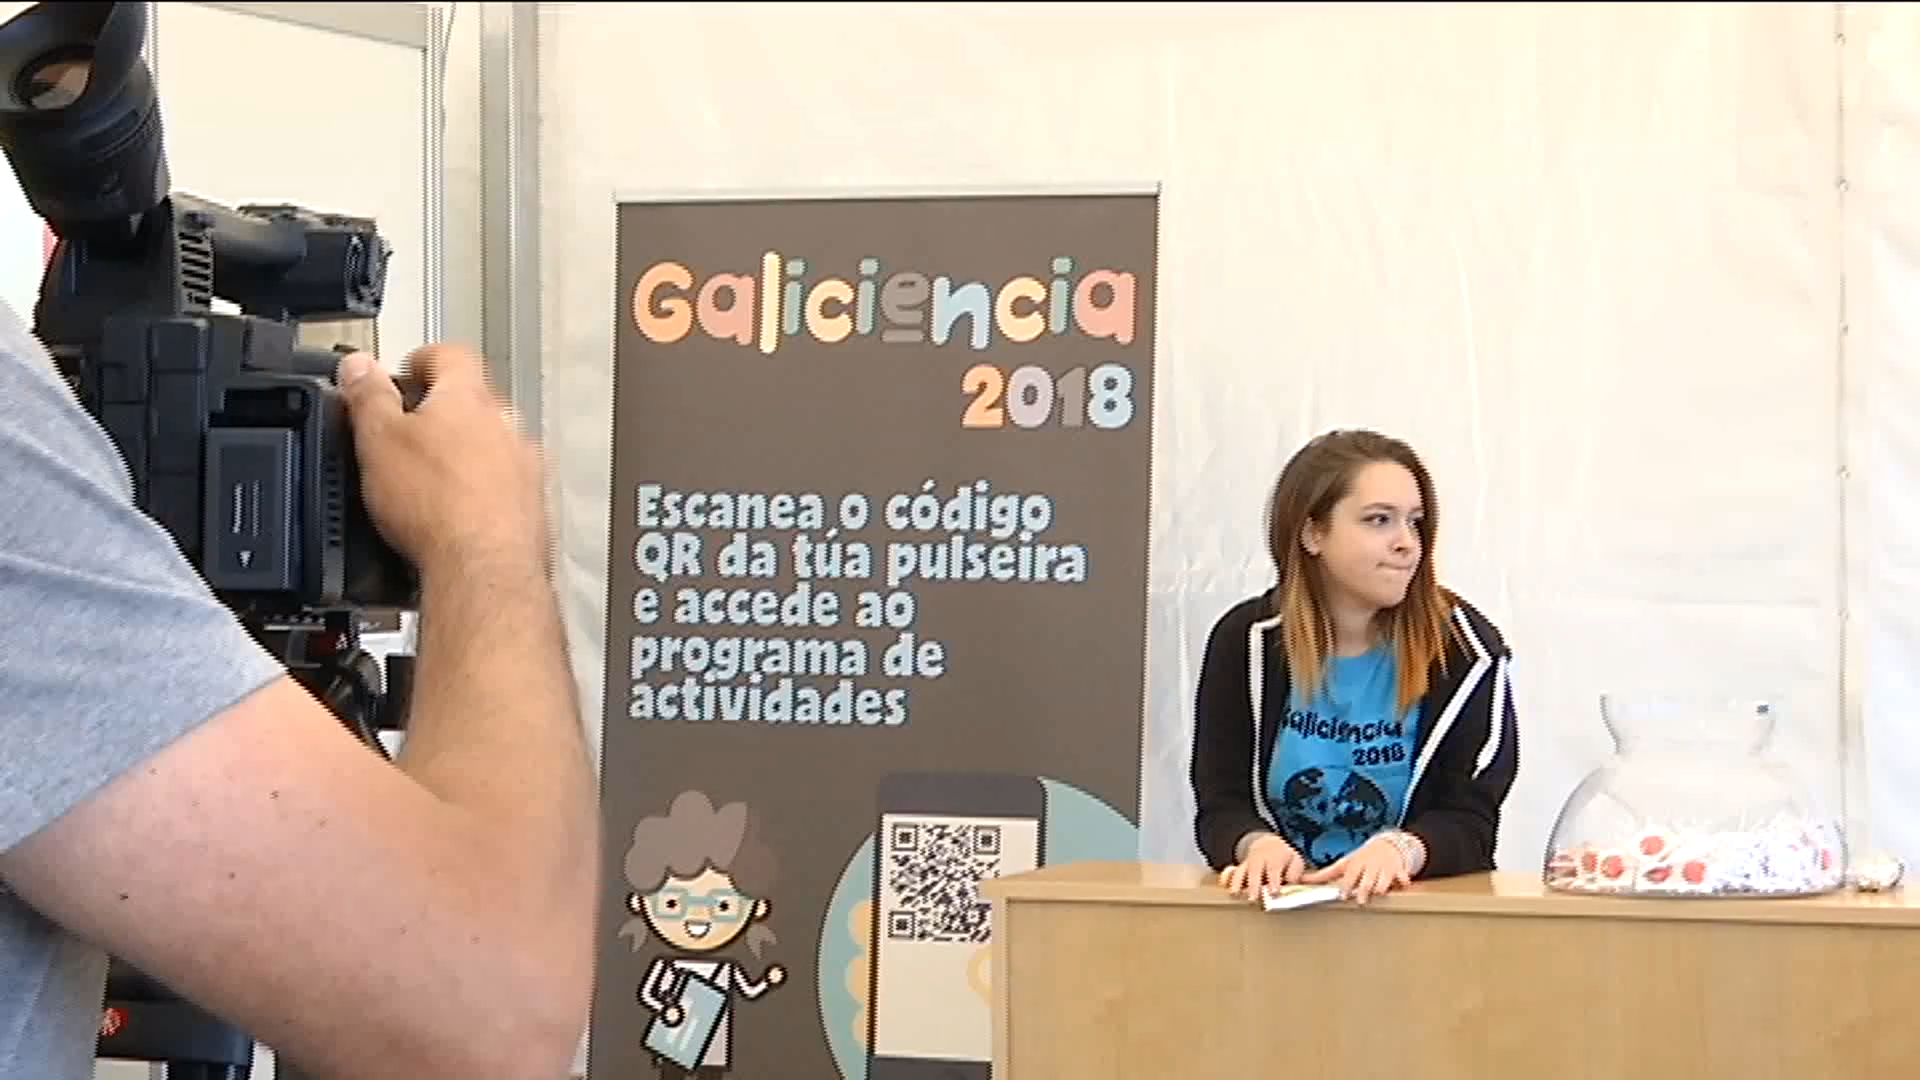 Galiciencia
2018
Escanea o código
QR da túa pulseira
e accede ao
programa de
actividades
Galiciencia
2018